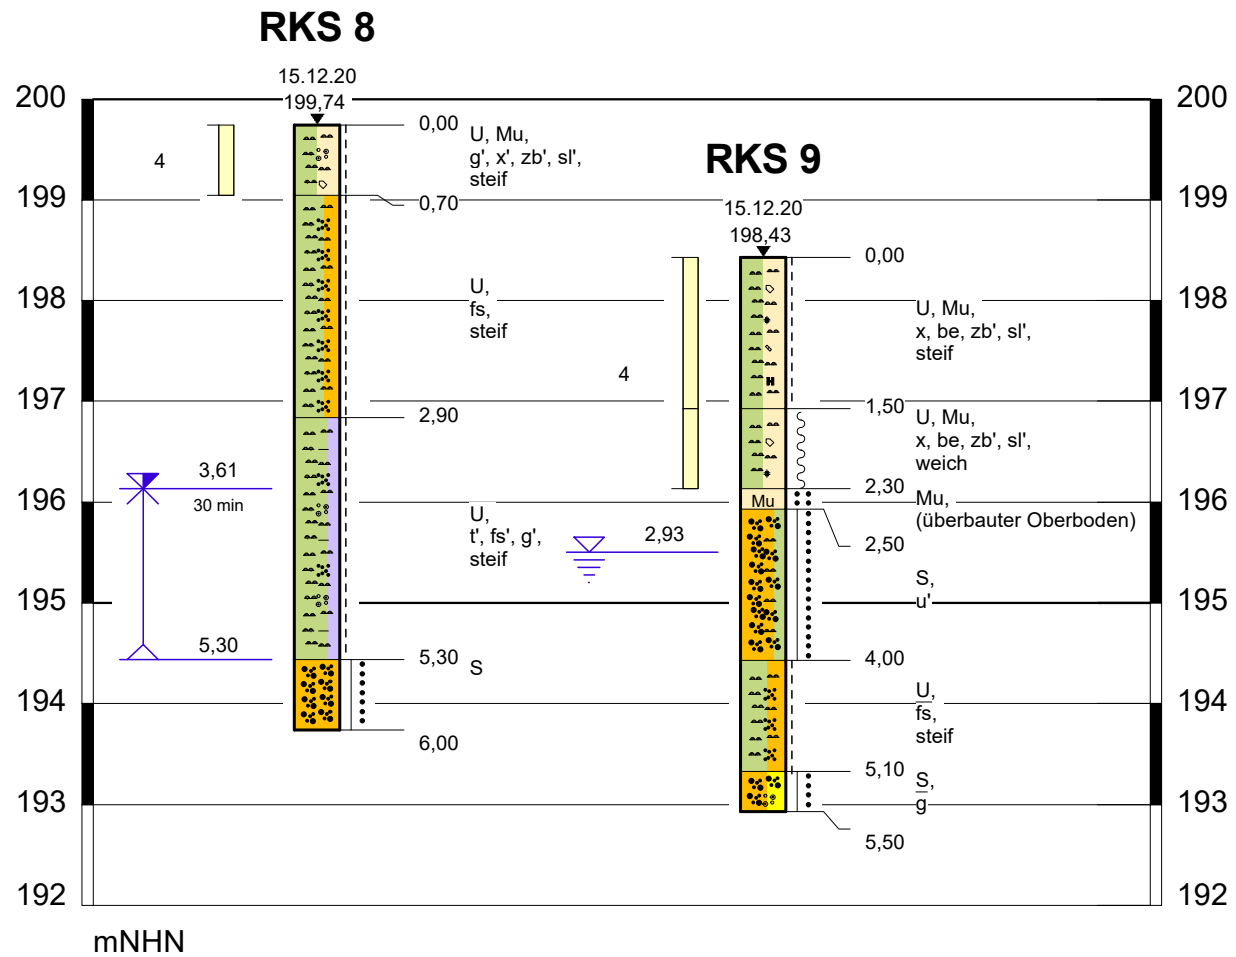 RKS 8
15.12.20
199,74
RKS 9
15.12.20
198,43
200
199
198
197
196
195
194
193
192
mNHN
200
199
198
197
196
195
194
193
192
4
0,00
U, Mu,
g', x', zb', sl',
steif
0,70
U,
fs,
steif
2,90
U,
t', fs', g',
steif
5,30
S
6,00
3,61
30 min
5,30
4
0,00
U, Mu,
x, be, zb', sl',
steif
1,50
U, Mu,
x, be, zb', sl',
weich
2,30
Mu
Mu,
(überbauter Oberboden)
2,50
2,93
S,
u'
4,00
U,
fs,
steif
5,10
S,
g
5,50